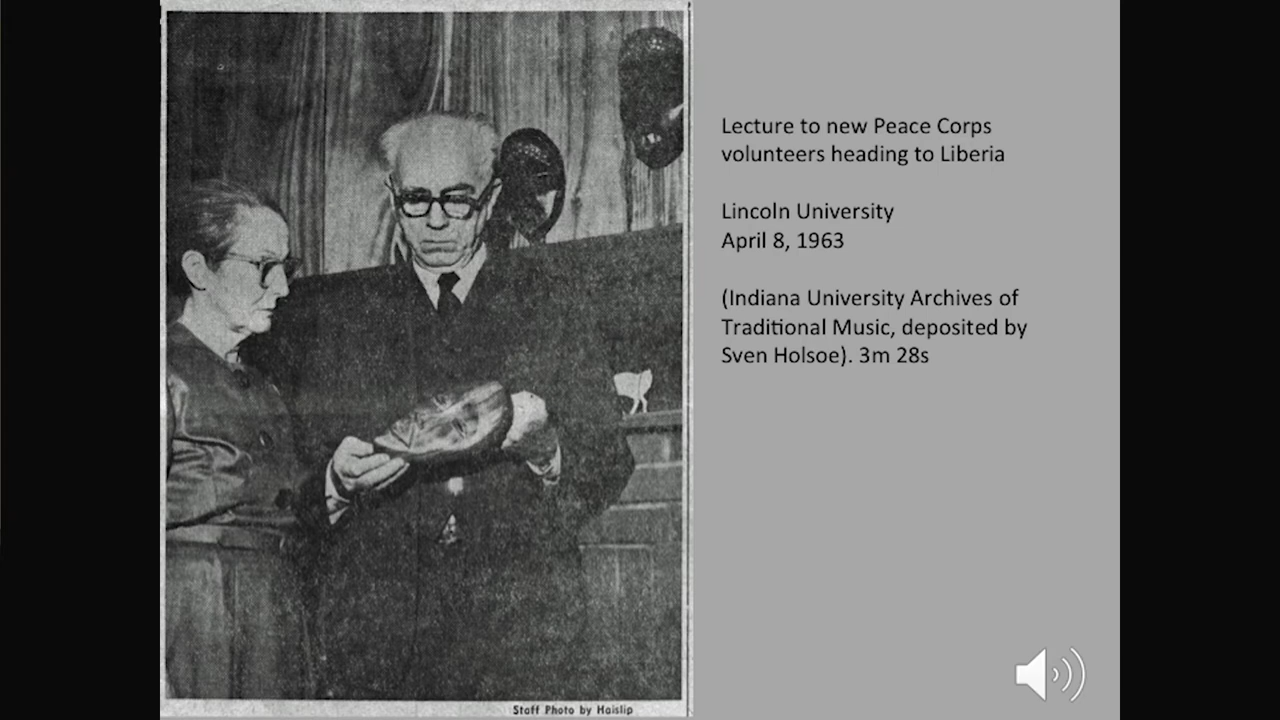 Lecture to new Peace Corps
volunteers heading to Liberia
Lincoln University
April 8, 1963
(Indiana University Archives of
Traditional Music, deposited by
Sven Holsoe). 3m 28s
Staff Photo by Haislip